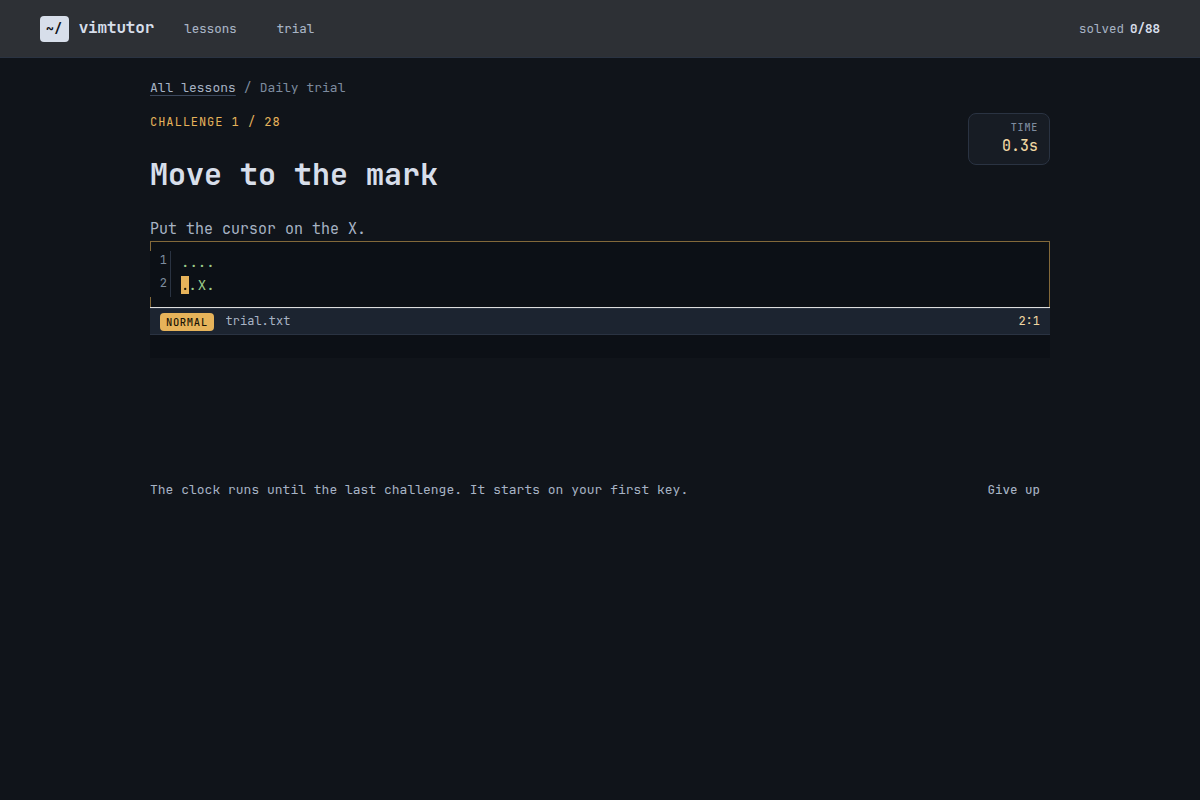 ~/ vimtutor lessons trial solved 0/88
All lessons / Daily trial
CHALLENGE 1 / 28
TIME
0.3s
Move to the mark
Put the cursor on the X.
1 ....
2 ..X.
NORMAL trial.txt 2:1
The clock runs until the last challenge. It starts on your first key. Give up